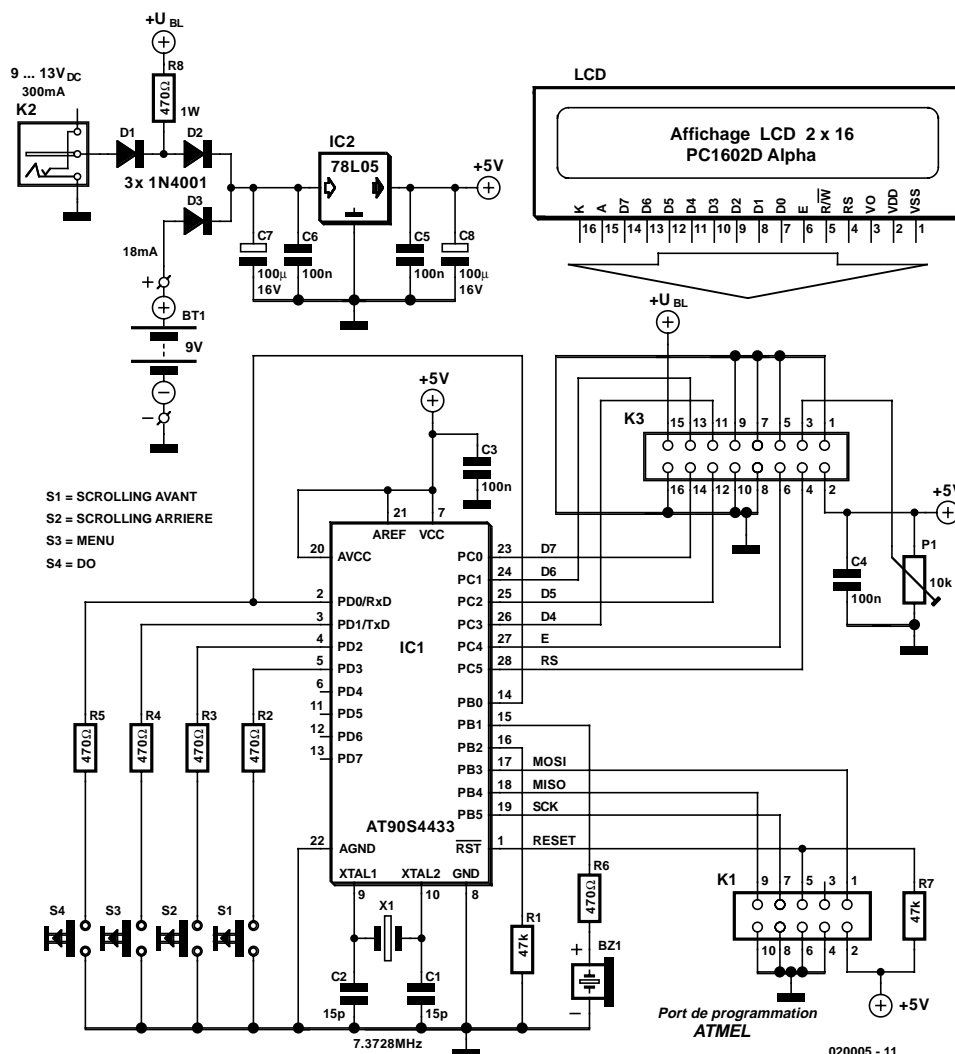 +U BL
R8
470Ω
1W
9 ... 13V DC
300mA
K2
D1
D2
3x 1N4001
D3
18mA
+
BT1
9V
–
IC2
78L05
+5V
C7
100µ
16V
C6
100n
C5
100n
C8
100µ
16V
LCD
Affichage LCD 2 x 16
PC1602D Alpha
K A D7 D6 D5 D4 D3 D2 D1 D0 E R/W RS VO VDD VSS
16 15 14 13 12 11 10 9 8 7 6 5 4 3 2 1
+U BL
K3
15 13 11 9 7 5 3 1
16 14 12 10 8 6 4 2
+5V
P1
10k
C4
100n
S1 = SCROLLING AVANT
S2 = SCROLLING ARRIERE
S3 = MENU
S4 = DO
+5V
C3
100n
21
7
AREF
VCC
20
AVCC
2
PD0/RxD
3
PD1/TxD
4
PD2
5
PD3
6
PD4
11
PD5
12
PD6
13
PD7
IC1
PC0
23
D7
PC1
24
D6
PC2
25
D5
PC3
26
D4
PC4
27
E
PC5
28
RS
PB0
14
PB1
15
PB2
16
PB3
17
MOSI
PB4
18
MISO
PB5
19
SCK
AT90S4433
22
AGND
RST
1
RESET
XTAL1
XTAL2
GND
9
10
8
R5
470Ω
R4
470Ω
R3
470Ω
R2
470Ω
S4
S3
S2
S1
X1
C2
15p
C1
15p
7.3728MHz
R1
47k
R6
470Ω
+
BZ1
–
K1
9 7 5 3 1
10 8 6 4 2
R7
47k
+5V
Port de programmation
ATMEL
020005 - 11